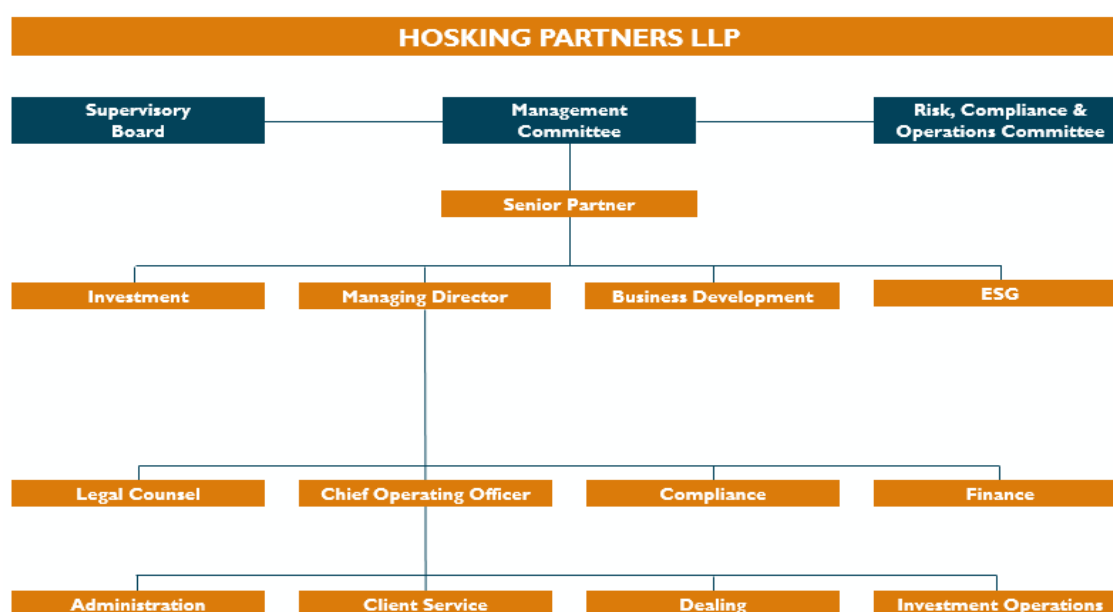 HOSKING PARTNERS LLP
Supervisory
Board
Management
Committee
Risk, Compliance &
Operations Committee
Senior Partner
Investment
Managing Director
Business Development
ESG
Legal Counsel
Chief Operating Officer
Compliance
Finance
Administration
Client Service
Dealing
Investment Operations